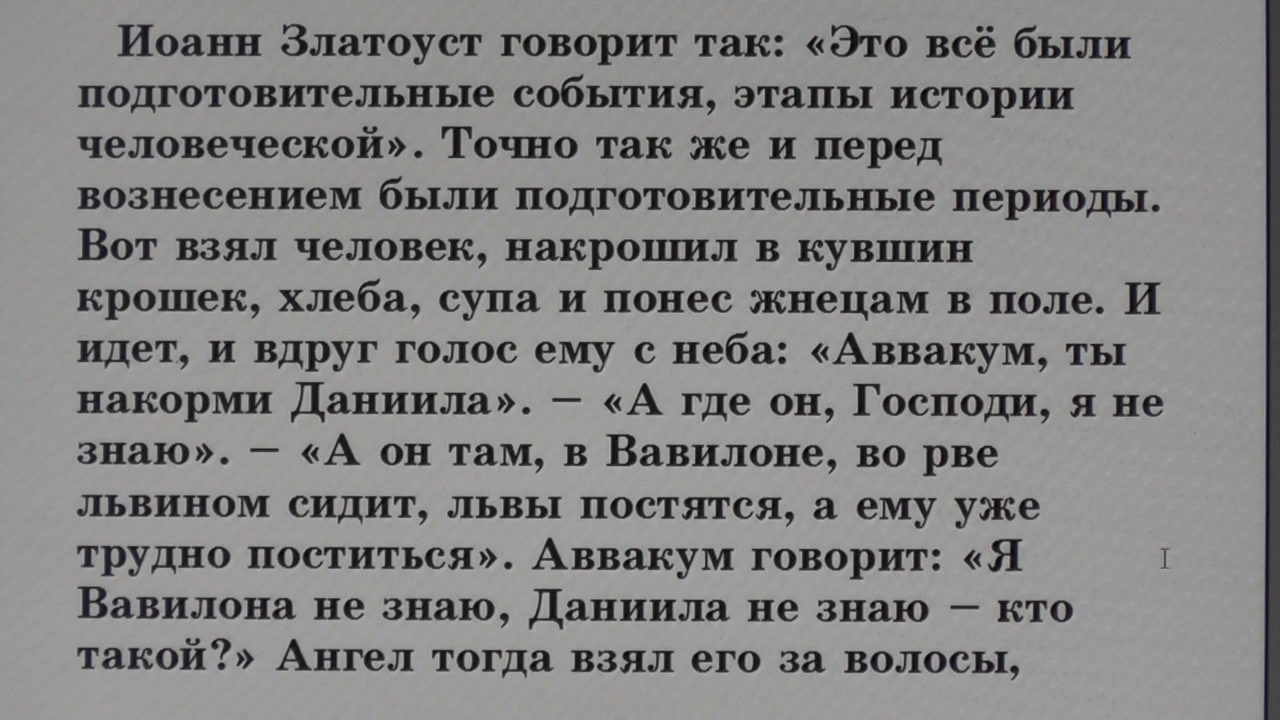 Иоанн Златоуст говорит так: «Это всё были
подготовительные события, этапы истории
человеческой». Точно так же и перед
вознесением были подготовительные периоды.
Вот взял человек, накрошил в кувшин
крошек, хлеба, супа и понес жнецам в поле. И
идет, и вдруг голос ему с неба: «Аввакум, ты
накорми Даниила». – «А где он, Господи, я не
знаю». – «А он там, в Вавилоне, во рве
львином сидит, львы постятся, а ему уже
трудно поститься». Аввакум говорит: «Я
Вавилона не знаю, Даниила не знаю – кто
такой?» Ангел тогда взял его за волосы,